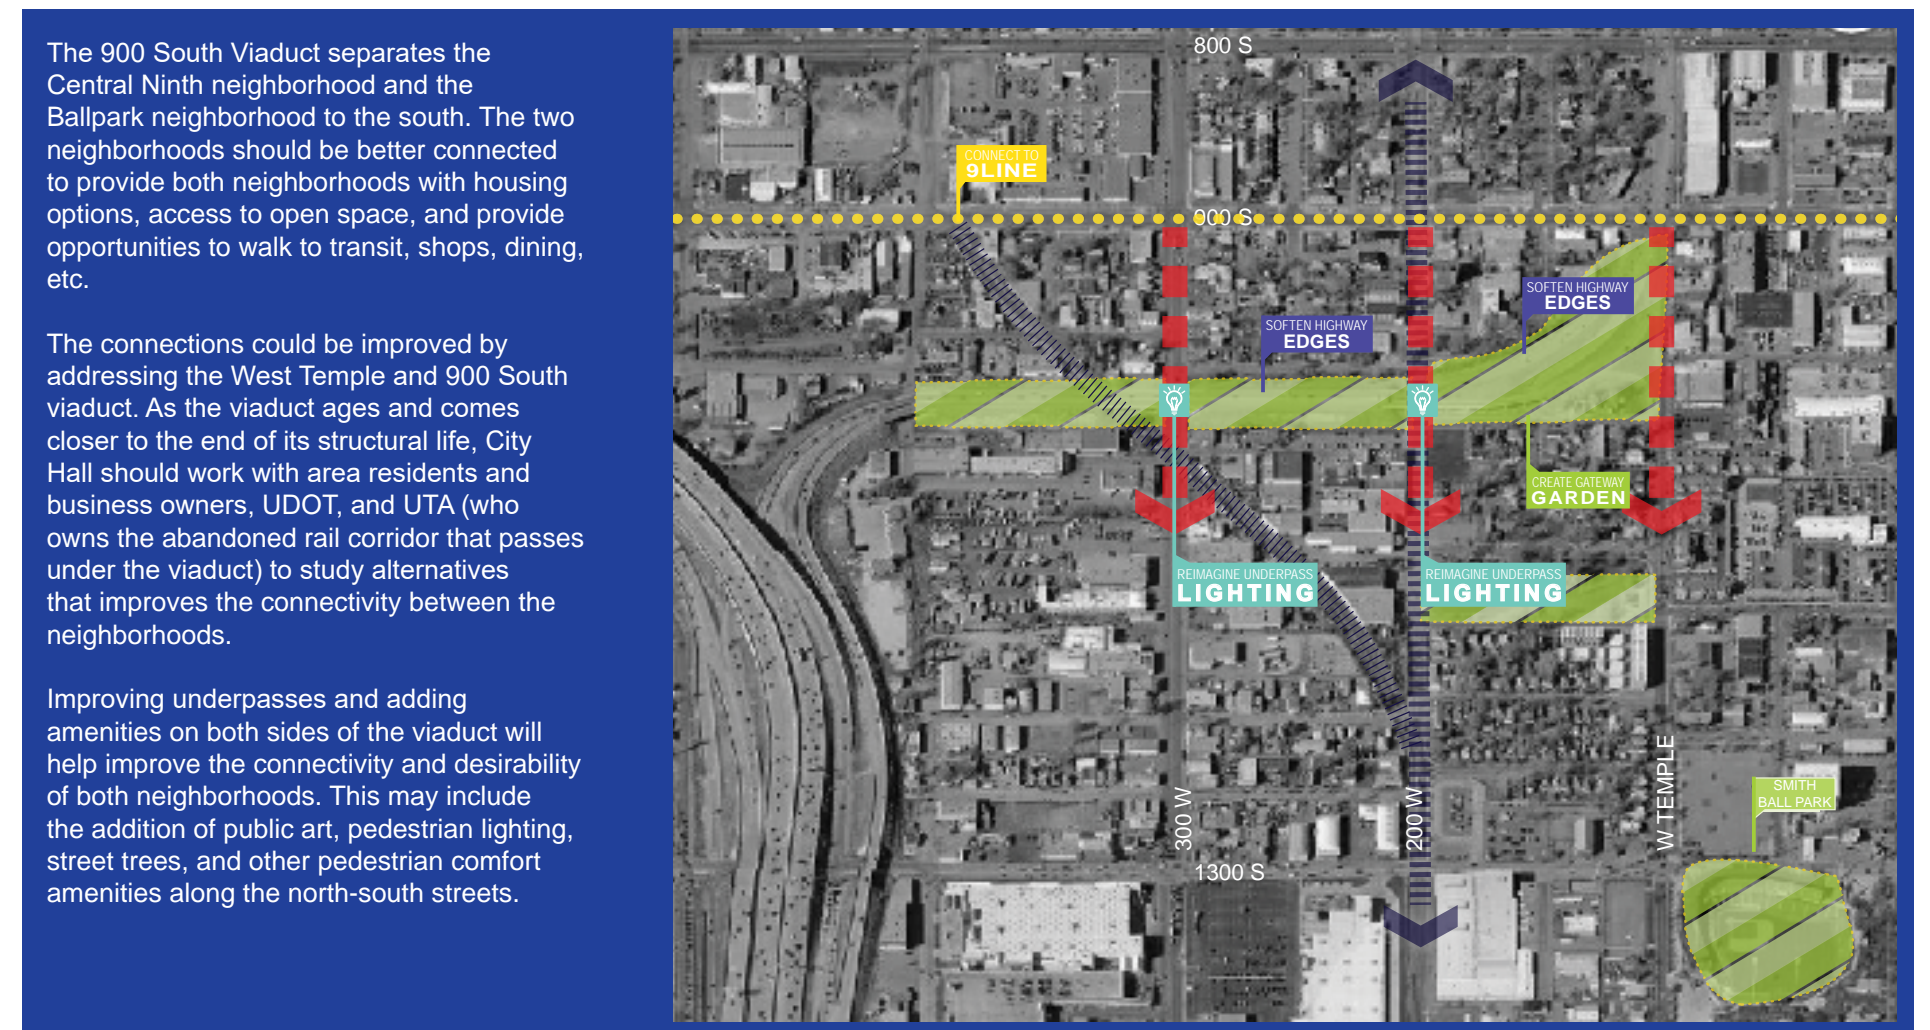 The 900 South Viaduct separates the
Central Ninth neighborhood and the
Ballpark neighborhood to the south. The two
neighborhoods should be better connected
to provide both neighborhoods with housing
options, access to open space, and provide
opportunities to walk to transit, shops, dining,
etc.
The connections could be improved by
addressing the West Temple and 900 South
viaduct. As the viaduct ages and comes
closer to the end of its structural life, City
Hall should work with area residents and
business owners, UDOT, and UTA (who
owns the abandoned rail corridor that passes
under the viaduct) to study alternatives
that improves the connectivity between the
neighborhoods.
Improving underpasses and adding
amenities on both sides of the viaduct will
help improve the connectivity and desirability
of both neighborhoods. This may include
the addition of public art, pedestrian lighting,
street trees, and other pedestrian comfort
amenities along the north-south streets.
800 S
CONNECT TO
9LINE
900 S
SOFTEN HIGHWAY
EDGES
SOFTEN HIGHWAY
EDGES
CREATE GATEWAY
GARDEN
REIMAGINE UNDERPASS
LIGHTING
REIMAGINE UNDERPASS
LIGHTING
300 W
200 W
W TEMPLE
SMITH
BALL PARK
1300 S